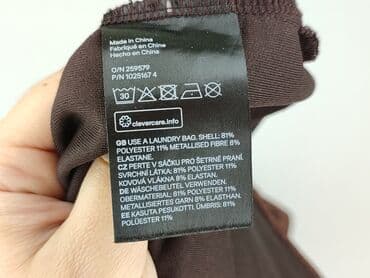 Made in China
Fabriqué en Chine
Hecho en China
O/N 259579
P/N 1025167 4
30
clevercare.info
GB USE A LAUNDRY BAG. SHELL: 81%
POLYESTER 11% METALLISED FIBRE 8%
ELASTANE.
CZ PERTE V SÁČKU PRO ŠETRNÉ PRANÍ.
SVRCHNÍ LÁTKA: 81% POLYESTER 11%
KOVOVÁ VLÁKNA 8% ELASTAN.
DE WÄSCHEBEUTEL VERWENDEN.
OBERMATERIAL: 81% POLYESTER 11%
METALLISIERTES GARN 8% ELASTHAN.
EE KASUTA PESUKOTTI. ÜMBRIS: 81%
POLÜESTER 11%